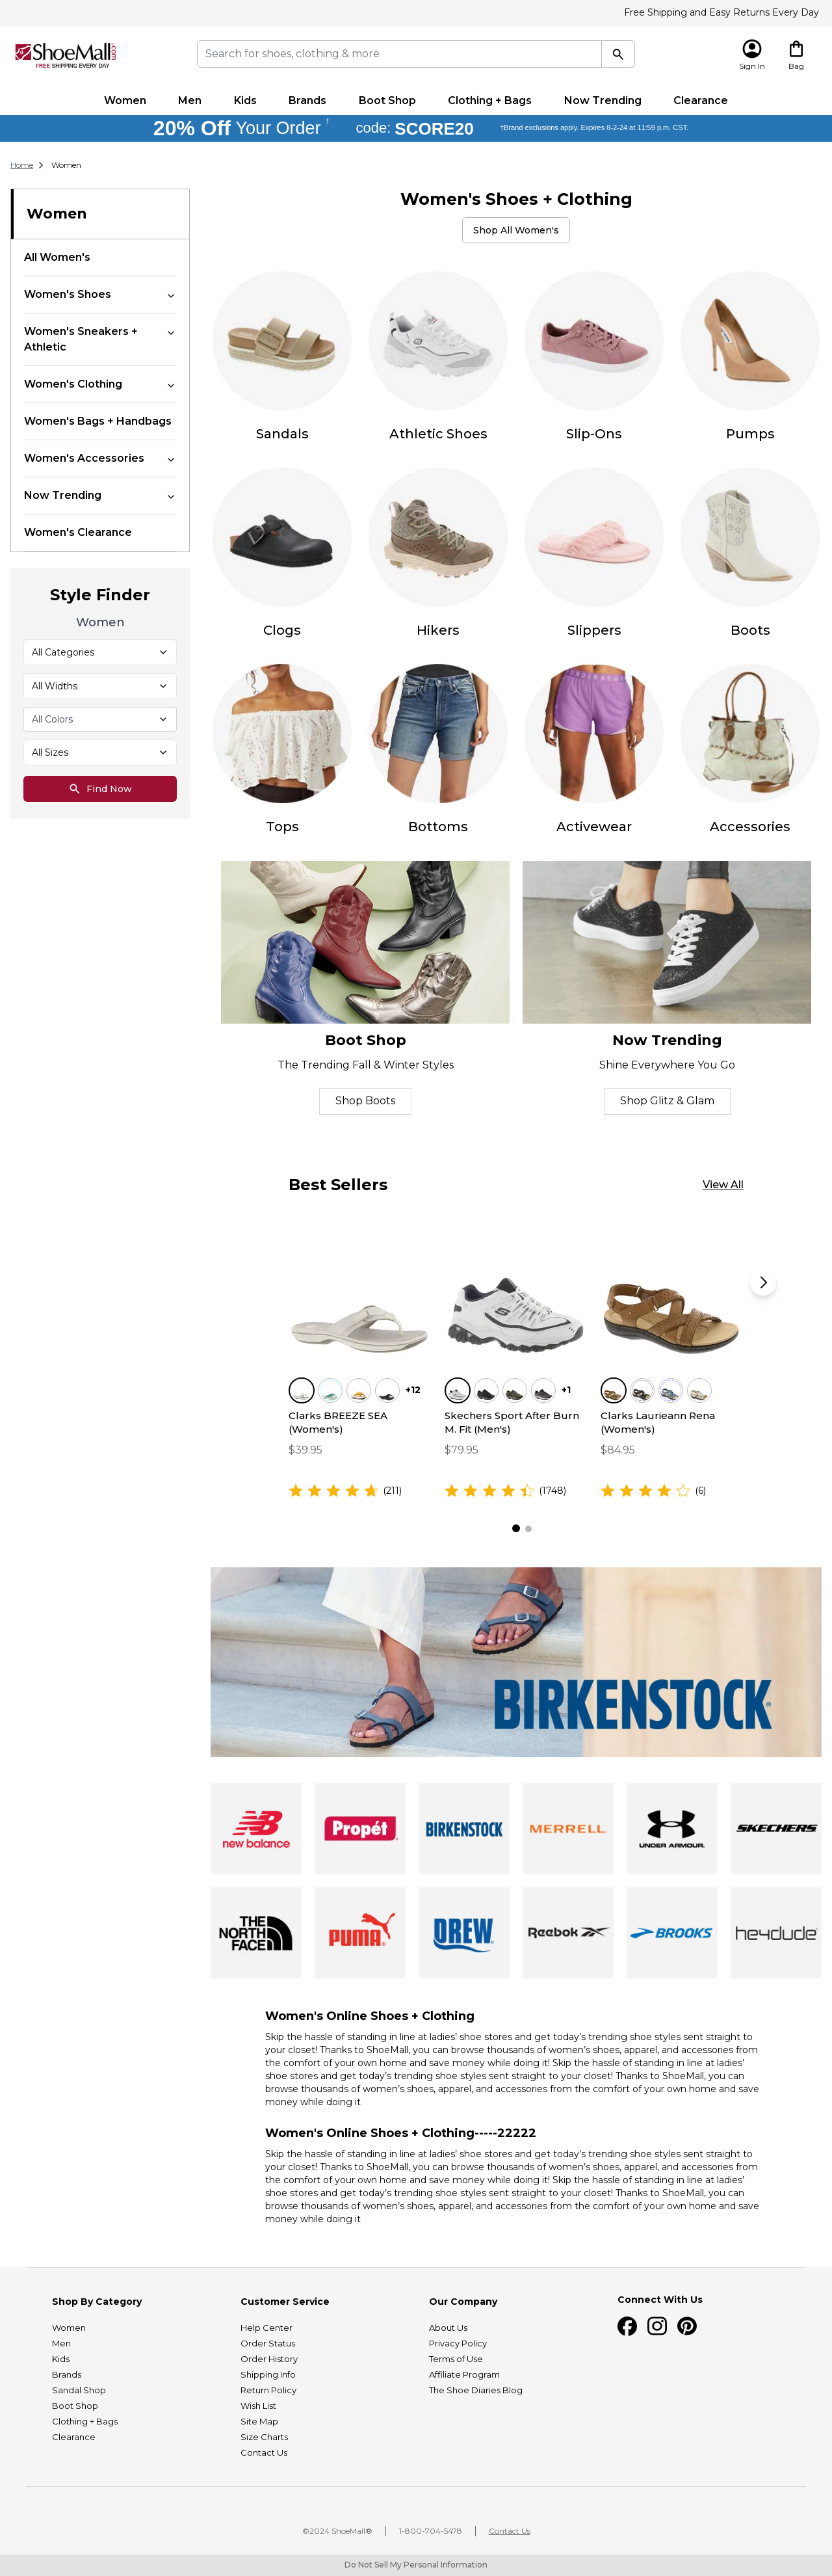 Free Shipping and Easy Returns Every Day
ShoeMall.com
FREE SHIPPING EVERY DAY
Search for shoes, clothing & more
Sign In
Bag
Women Men Kids Brands Boot Shop Clothing + Bags Now Trending Clearance
20% Off Your Order † code: SCORE20 †Brand exclusions apply. Expires 8-2-24 at 11:59 p.m. CST.
Home > Women
Women
All Women's
Women's Shoes
Women's Sneakers +
Athletic
Women's Clothing
Women's Bags + Handbags
Women's Accessories
Now Trending
Women's Clearance
Style Finder
Women
All Categories
All Widths
All Colors
All Sizes
Find Now
Women's Shoes + Clothing
Shop All Women's
Sandals Athletic Shoes Slip-Ons Pumps
Clogs Hikers Slippers Boots
UNDER ARMOUR
Tops Bottoms Activewear Accessories
Boot Shop
The Trending Fall & Winter Styles
Shop Boots
Now Trending
Shine Everywhere You Go
Shop Glitz & Glam
Best Sellers
View All
+12
Clarks BREEZE SEA
(Women's)
$39.95
(211)
+1
Skechers Sport After Burn
M. Fit (Men's)
$79.95
(1748)
Clarks Laurieann Rena
(Women's)
$84.95
(6)
BIRKENSTOCK®
new balance
Propét
BIRKENSTOCK
MERRELL
UNDER ARMOUR.
SKECHERS
THE
NORTH
FACE
PUMA
DREW
Reebok
BROOKS
heydude
Women's Online Shoes + Clothing
Skip the hassle of standing in line at ladies’ shoe stores and get today’s trending shoe styles sent straight to
your closet! Thanks to ShoeMall, you can browse thousands of women’s shoes, apparel, and accessories from
the comfort of your own home and save money while doing it! Skip the hassle of standing in line at ladies’
shoe stores and get today’s trending shoe styles sent straight to your closet! Thanks to ShoeMall, you can
browse thousands of women’s shoes, apparel, and accessories from the comfort of your own home and save
money while doing it
Women's Online Shoes + Clothing-----22222
Skip the hassle of standing in line at ladies’ shoe stores and get today’s trending shoe styles sent straight to
your closet! Thanks to ShoeMall, you can browse thousands of women’s shoes, apparel, and accessories from
the comfort of your own home and save money while doing it! Skip the hassle of standing in line at ladies’
shoe stores and get today’s trending shoe styles sent straight to your closet! Thanks to ShoeMall, you can
browse thousands of women’s shoes, apparel, and accessories from the comfort of your own home and save
money while doing it
Shop By Category
Women
Men
Kids
Brands
Sandal Shop
Boot Shop
Clothing + Bags
Clearance
Customer Service
Help Center
Order Status
Order History
Shipping Info
Return Policy
Wish List
Site Map
Size Charts
Contact Us
Our Company
About Us
Privacy Policy
Terms of Use
Affiliate Program
The Shoe Diaries Blog
Connect With Us
©2024 ShoeMall® | 1-800-704-5478 | Contact Us
Do Not Sell My Personal Information